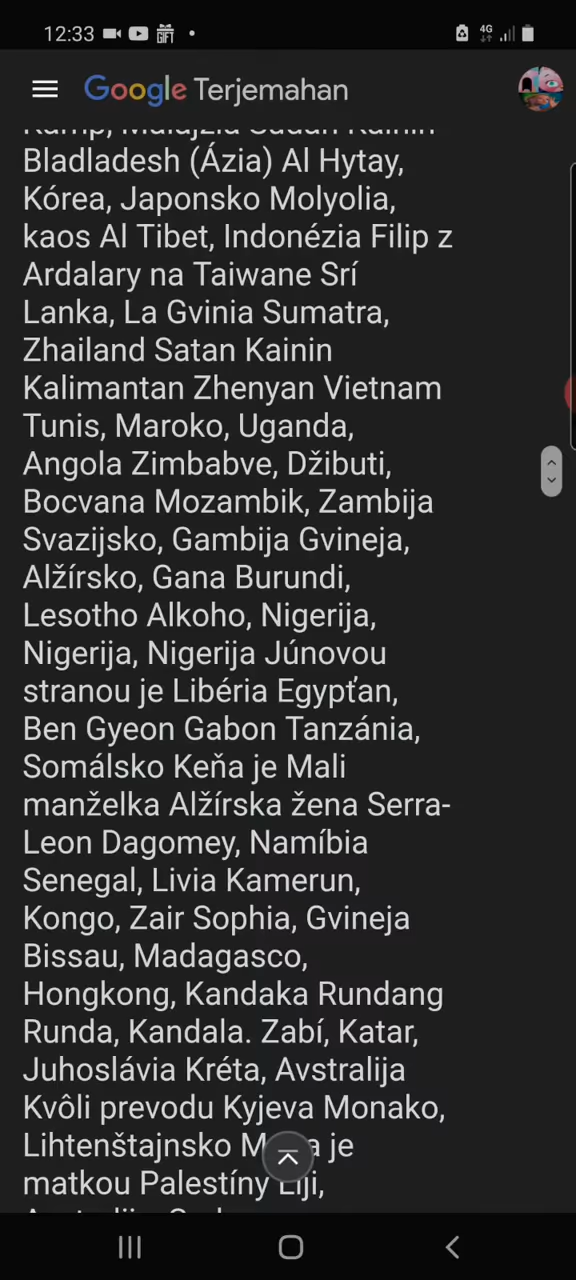 12:33
GIFT
4G
Google Terjemahan
Bladladesh (Ázia) Al Hytay,
Kórea, Japonsko Molyolia,
kaos Al Tibet, Indonézia Filip z
Ardalary na Taiwane Srí
Lanka, La Gvinia Sumatra,
Zhailand Satan Kainin
Kalimantan Zhenyan Vietnam
Tunis, Maroko, Uganda,
Angola Zimbabve, Džibuti,
Bocvana Mozambik, Zambija
Svazijsko, Gambija Gvineja,
Alžírsko, Gana Burundi,
Lesotho Alkoho, Nigerija,
Nigerija, Nigerija Júnovou
stranou je Libéria Egypťan,
Ben Gyeon Gabon Tanzánia,
Somálsko Keňa je Mali
manželka Alžírska žena Serra-
Leon Dagomey, Namíbia
Senegal, Livia Kamerun,
Kongo, Zair Sophia, Gvineja
Bissau, Madagasco,
Hongkong, Kandaka Rundang
Runda, Kandala. Zabí, Katar,
Juhoslávia Kréta, Avstralija
Kvôli prevodu Kyjeva Monako,
Lihtenštajnsko je
matkou Palestíny